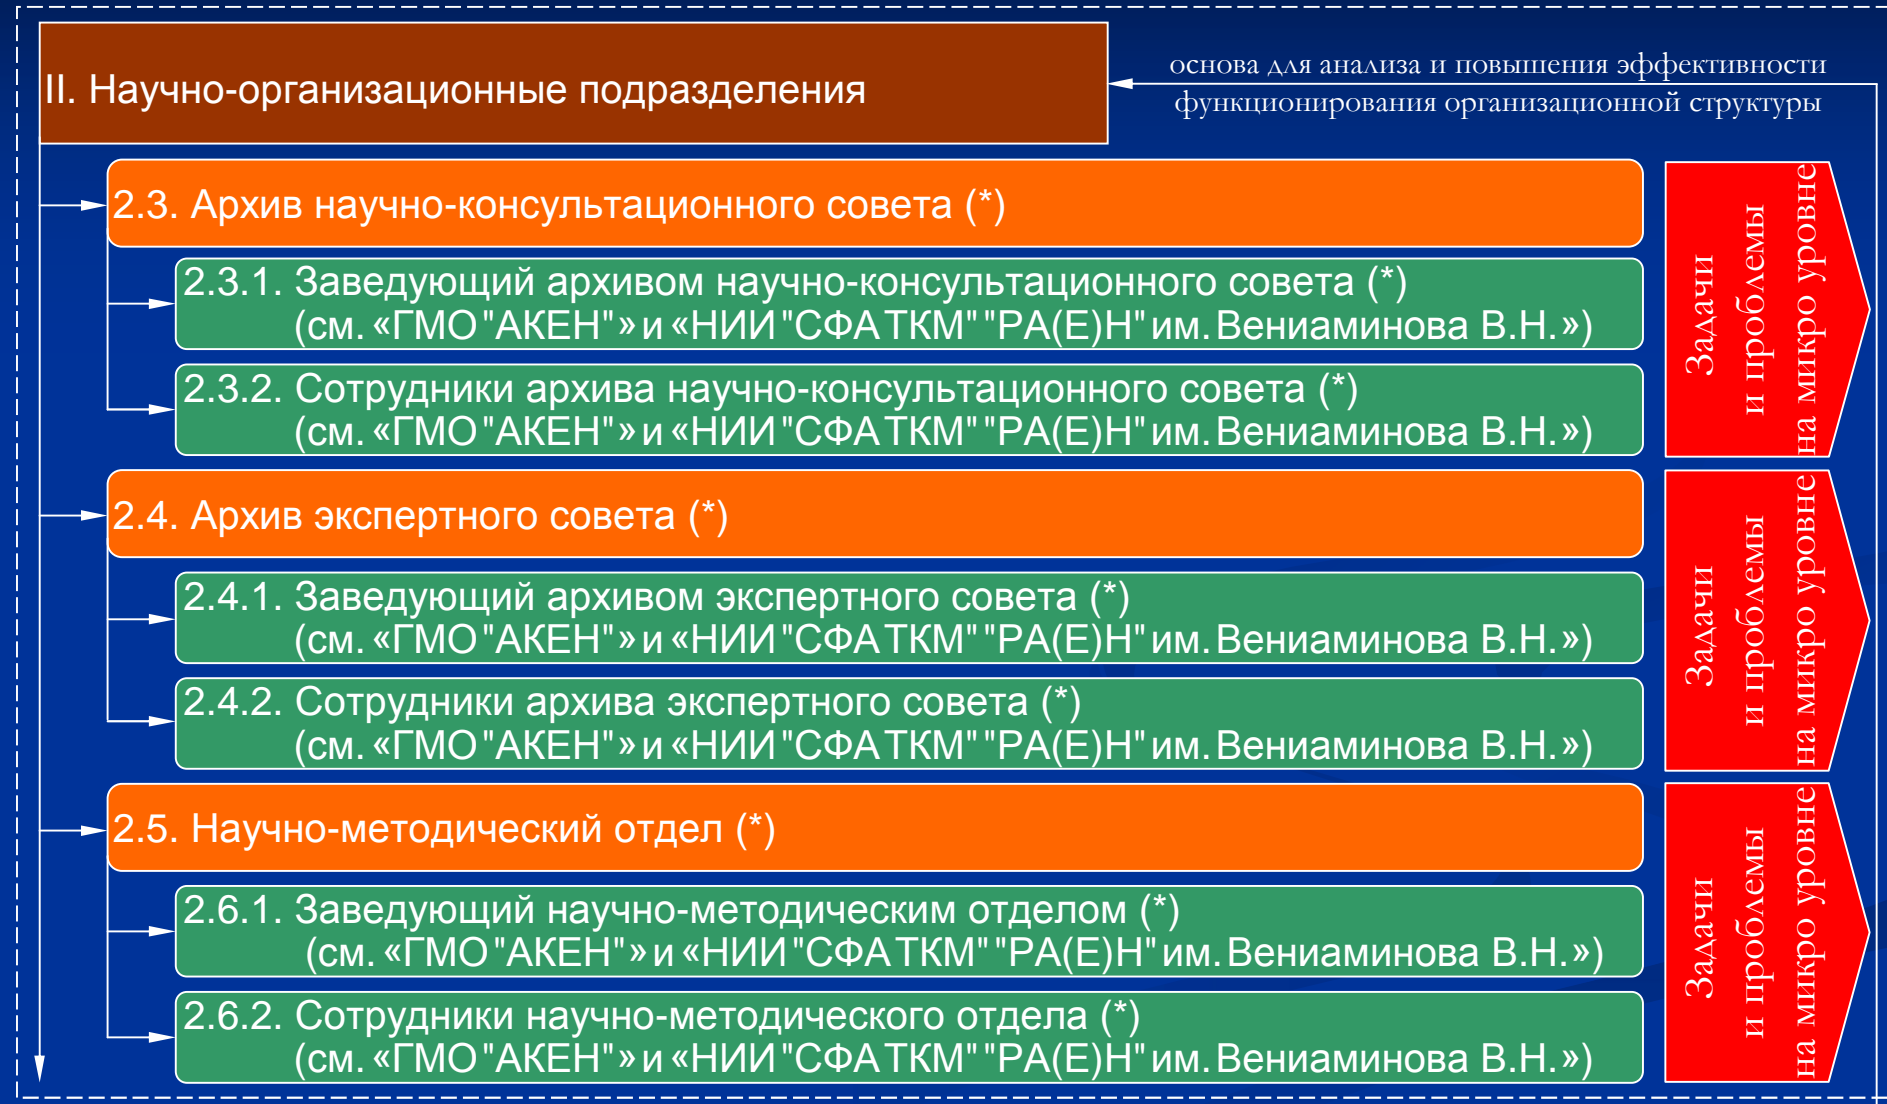 II. Научно-организационные подразделения
основа для анализа и повышения эффективности
функционирования организационной структуры
2.3. Архив научно-консультационного совета (*)
2.3.1. Заведующий архивом научно-консультационного совета (*)
(см. «ГМО "АКЕН"» и «НИИ "СФАТКМ" "РА(Е)Н" им. Вениаминова В.Н.»)
2.3.2. Сотрудники архива научно-консультационного совета (*)
(см. «ГМО "АКЕН"» и «НИИ "СФАТКМ" "РА(Е)Н" им. Вениаминова В.Н.»)
Задачи
и проблемы
на микро уровне
2.4. Архив экспертного совета (*)
2.4.1. Заведующий архивом экспертного совета (*)
(см. «ГМО "АКЕН"» и «НИИ "СФАТКМ" "РА(Е)Н" им. Вениаминова В.Н.»)
2.4.2. Сотрудники архива экспертного совета (*)
(см. «ГМО "АКЕН"» и «НИИ "СФАТКМ" "РА(Е)Н" им. Вениаминова В.Н.»)
Задачи
и проблемы
на микро уровне
2.5. Научно-методический отдел (*)
2.6.1. Заведующий научно-методическим отделом (*)
(см. «ГМО "АКЕН"» и «НИИ "СФАТКМ" "РА(Е)Н" им. Вениаминова В.Н.»)
2.6.2. Сотрудники научно-методического отдела (*)
(см. «ГМО "АКЕН"» и «НИИ "СФАТКМ" "РА(Е)Н" им. Вениаминова В.Н.»)
Задачи
и проблемы
на микро уровне